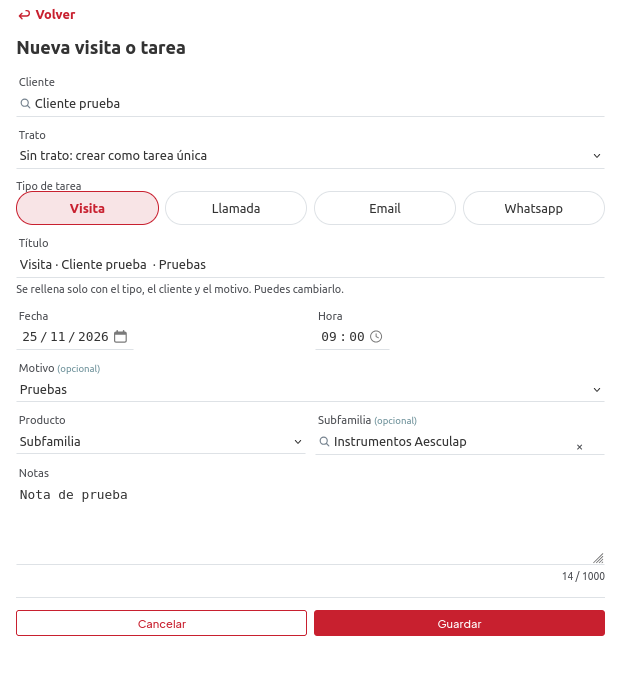 Volver
Nueva visita o tarea
Cliente
Cliente prueba
Trato
Sin trato: crear como tarea única
Tipo de tarea
Visita Llamada Email Whatsapp
Título
Visita · Cliente prueba · Pruebas
Se rellena solo con el tipo, el cliente y el motivo. Puedes cambiarlo.
Fecha Hora
25/11/2026 09:00
Motivo (opcional)
Pruebas
Producto Subfamilia (opcional)
Subfamilia Instrumentos Aesculap ×
Notas
Nota de prueba
14 / 1000
Cancelar Guardar